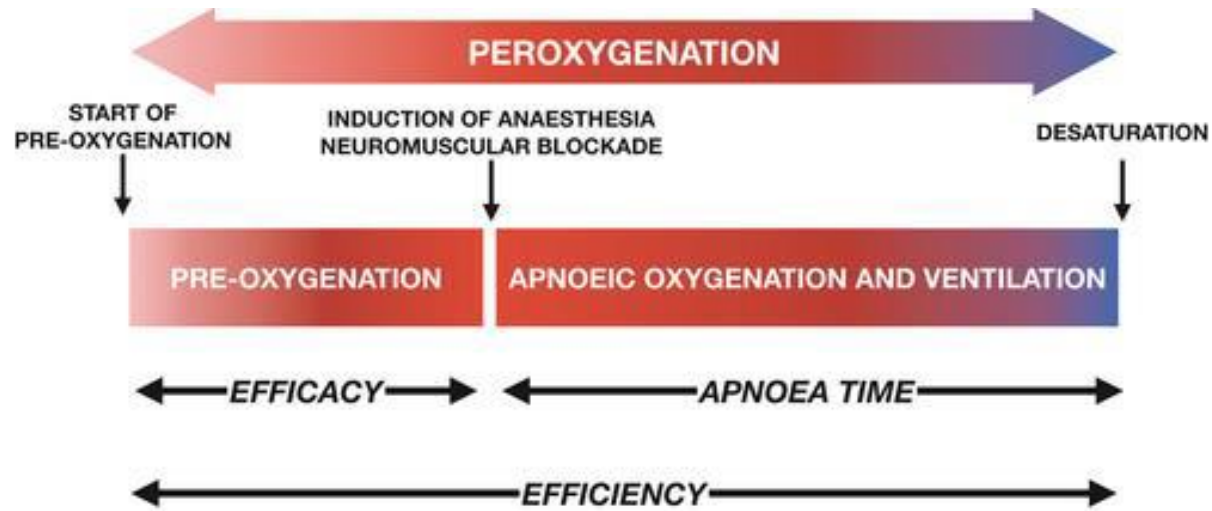 PEROXYGENATION
START OF
PRE-OXYGENATION
INDUCTION OF ANAESTHESIA
NEUROMUSCULAR BLOCKADE
DESATURATION
PRE-OXYGENATION
APNOEIC OXYGENATION AND VENTILATION
EFFICACY
APNOEA TIME
EFFICIENCY